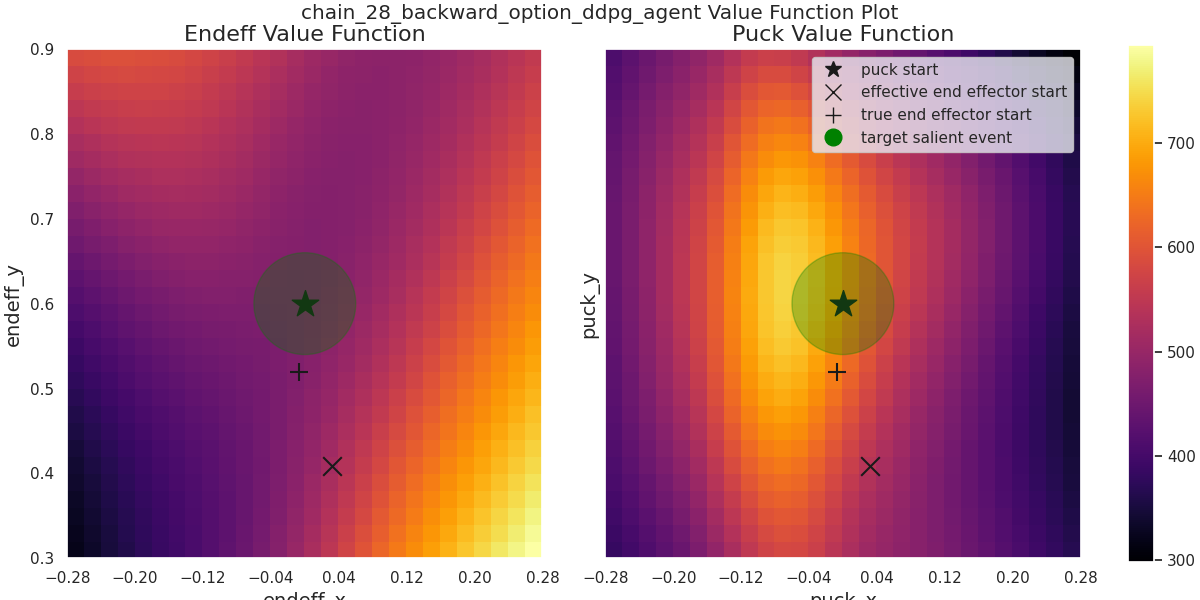 chain_28_backward_option_ddpg_agent Value Function Plot
Endeff Value Function
Puck Value Function
puck start
effective end effector start
true end effector start
target salient event
endeff_y
0.9
0.8
0.7
0.6
0.5
0.4
0.3
−0.28 −0.20 −0.12 −0.04 0.04 0.12 0.20 0.28
endeff_x
puck_y
−0.28 −0.20 −0.12 −0.04 0.04 0.12 0.20 0.28
puck_x
700
600
500
400
300